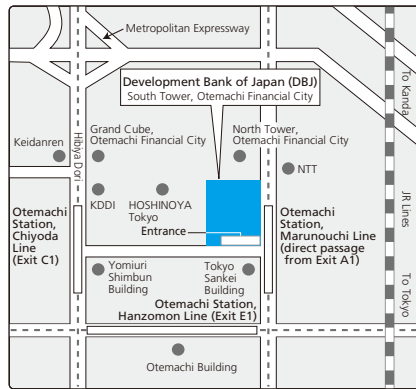 Metropolitan Expressway
Development Bank of Japan (DBJ)
South Tower, Otemachi Financial City
To Kanda
Keidanren
Hibiya Dori
Grand Cube,
Otemachi Financial City
North Tower,
Otemachi Financial City
NTT
KDDI
HOSHINOYA
Tokyo
Entrance
JR Lines
Otemachi
Station,
Chiyoda
Line
(Exit C1)
Otemachi
Station,
Marunouchi Line
(direct passage
from Exit A1)
Yomiuri
Shimbun
Building
Tokyo
Sankei
Building
To Tokyo
Otemachi Station,
Hanzomon Line (Exit E1)
Otemachi Building